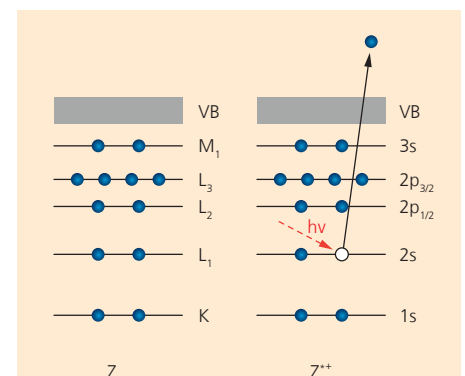 VB
M₁
L₃
L₂
L₁
K
Z
VB
3s
2p₃/₂
2p₁/₂
hν
2s
1s
Z*⁺